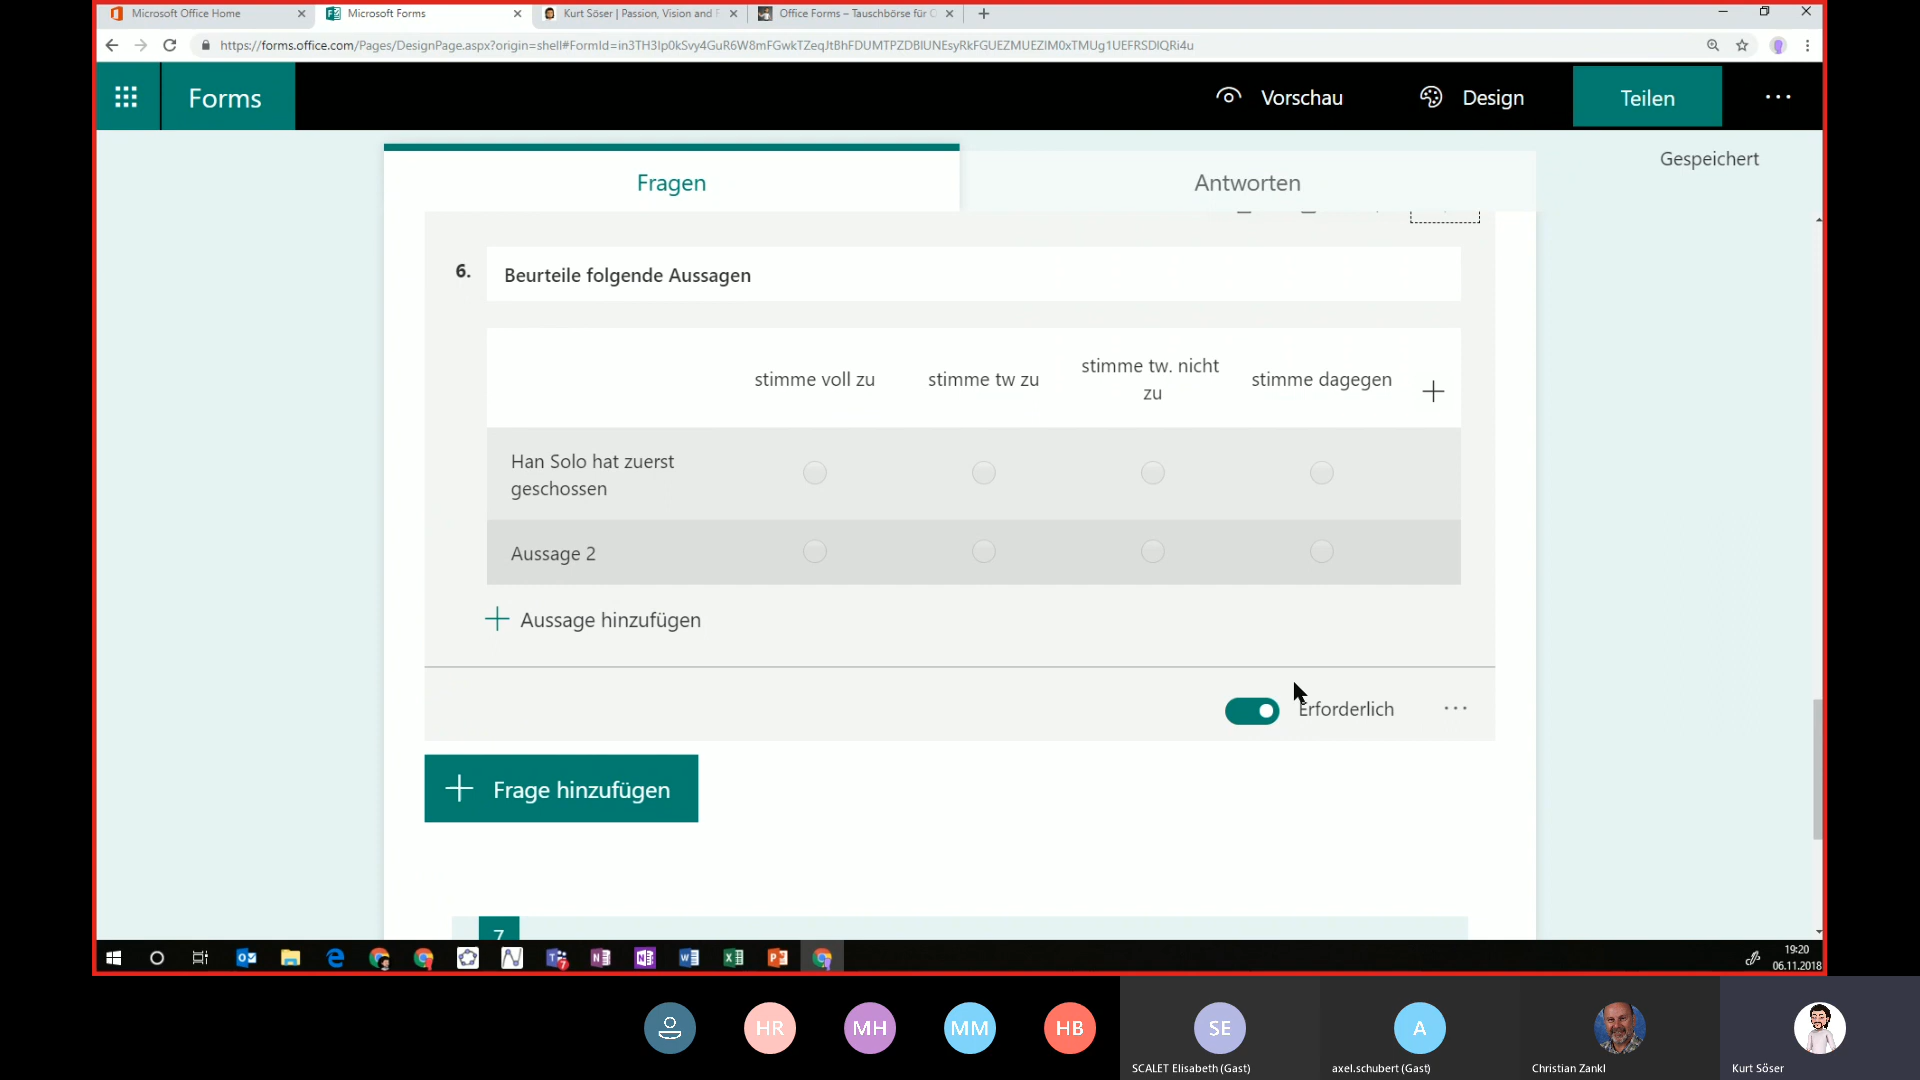 Microsoft Office Home
Microsoft Forms
Kurt Söser | Passion, Vision and F
Office Forms – Tauschbörse für O
https://forms.office.com/Pages/DesignPage.aspx?origin=shell#FormId=in3TH3Ip0kSvy4GuR6W8mFGwkTZeqJtBhFDUMTPZDBIUNEsyRkFGUEZMUEZIM0xTMUg1UEFRSDlQRi4u
Forms
Vorschau
Design
Teilen
Gespeichert
Fragen
Antworten
6.
Beurteile folgende Aussagen
stimme voll zu
stimme tw zu
stimme tw. nicht
zu
stimme dagegen
Han Solo hat zuerst
geschossen
Aussage 2
Aussage hinzufügen
Erforderlich
Frage hinzufügen
7
19:20
06.11.2018
HR
MH
MM
HB
SE
A
SCALET Elisabeth (Gast)
axel.schubert (Gast)
Christian Zankl
Kurt Söser